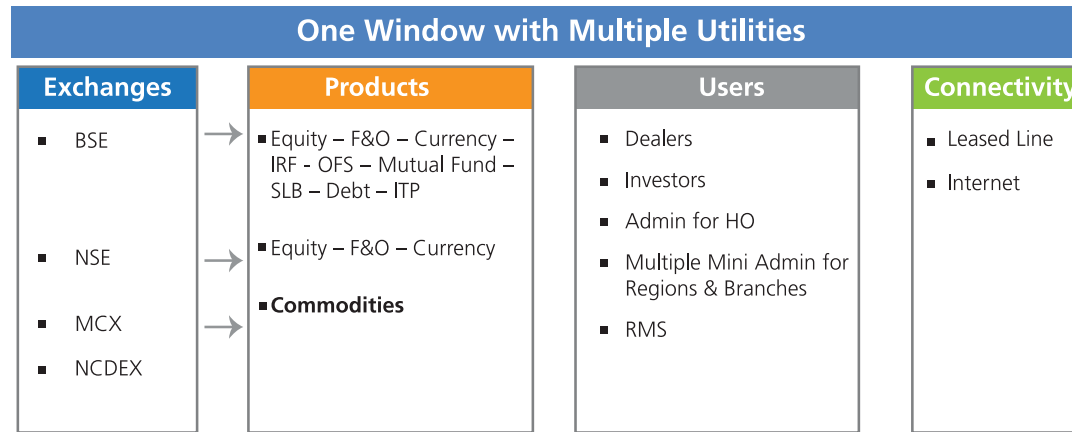 One Window with Multiple Utilities
Exchanges
▪ BSE
▪ NSE
▪ MCX
▪ NCDEX
Products
▪ Equity – F&O – Currency –
IRF - OFS – Mutual Fund –
SLB – Debt – ITP
▪ Equity – F&O – Currency
▪ Commodities
Users
▪ Dealers
▪ Investors
▪ Admin for HO
▪ Multiple Mini Admin for
Regions & Branches
▪ RMS
Connectivity
▪ Leased Line
▪ Internet